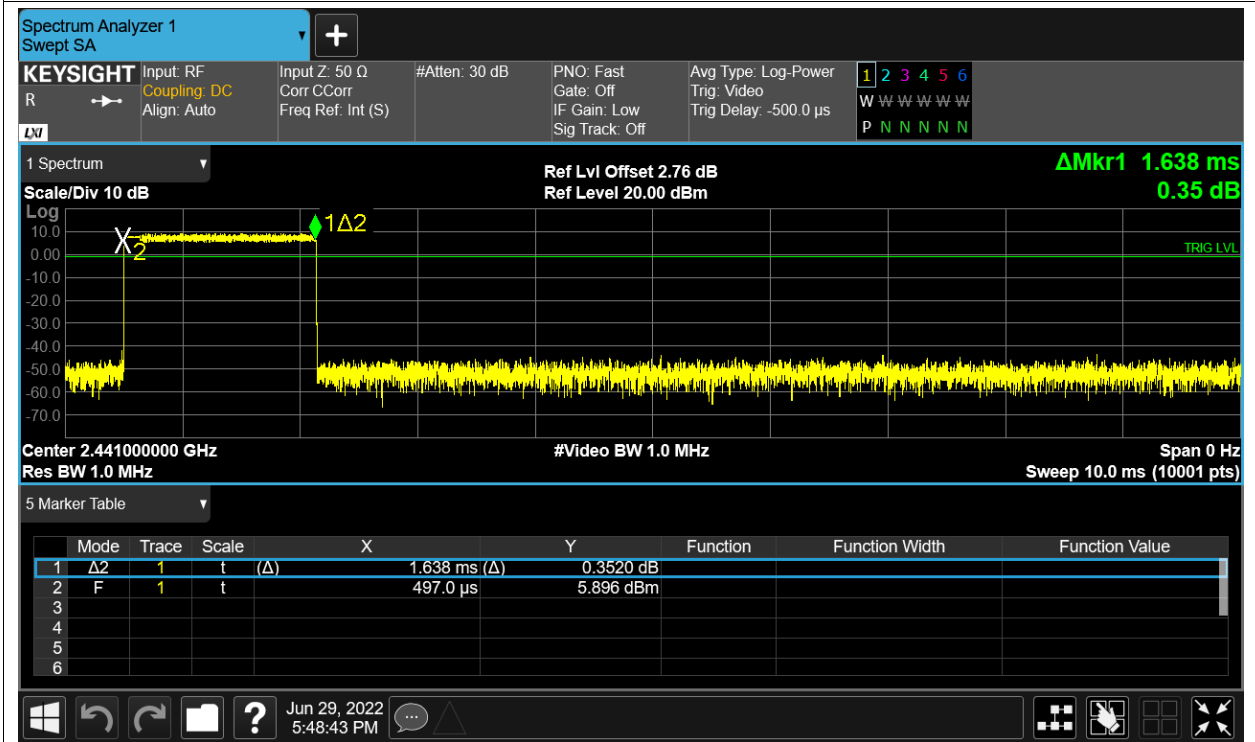 Spectrum Analyzer 1
Swept SA
KEYSIGHT
R
LXI
Input: RF
Coupling: DC
Align: Auto
Input Z: 50 Ω
Corr CCorr
Freq Ref: Int (S)
#Atten: 30 dB
PNO: Fast
Gate: Off
IF Gain: Low
Sig Track: Off
Avg Type: Log-Power
Trig: Video
Trig Delay: -500.0 µs
1 2 3 4 5 6
W W W W W W
P N N N N N
1 Spectrum
Scale/Div 10 dB
Ref Lvl Offset 2.76 dB
Ref Level 20.00 dBm
ΔMkr1 1.638 ms
0.35 dB
Log
10.0
0.00
-10.0
-20.0
-30.0
-40.0
-50.0
-60.0
-70.0
X
2
1Δ2
TRIG LVL
Center 2.441000000 GHz
#Video BW 1.0 MHz
Span 0 Hz
Res BW 1.0 MHz
Sweep 10.0 ms (10001 pts)
5 Marker Table
Mode Trace Scale X Y Function Function Width Function Value
1 Δ2 1 t (Δ) 1.638 ms (Δ) 0.3520 dB
2 F 1 t 497.0 µs 5.896 dBm
3
4
5
6
?
Jun 29, 2022
5:48:43 PM